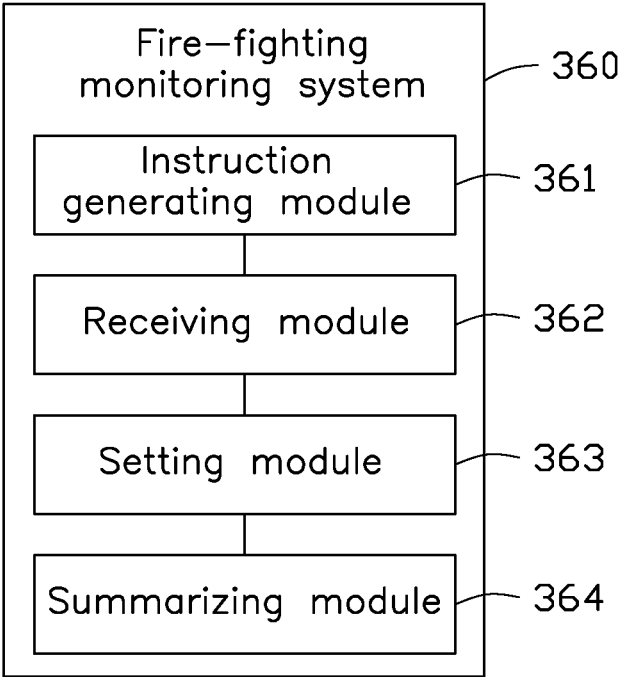 Fire-fighting
monitoring system
360
Instruction
generating module
361
Receiving module
362
Setting module
363
Summarizing module
364